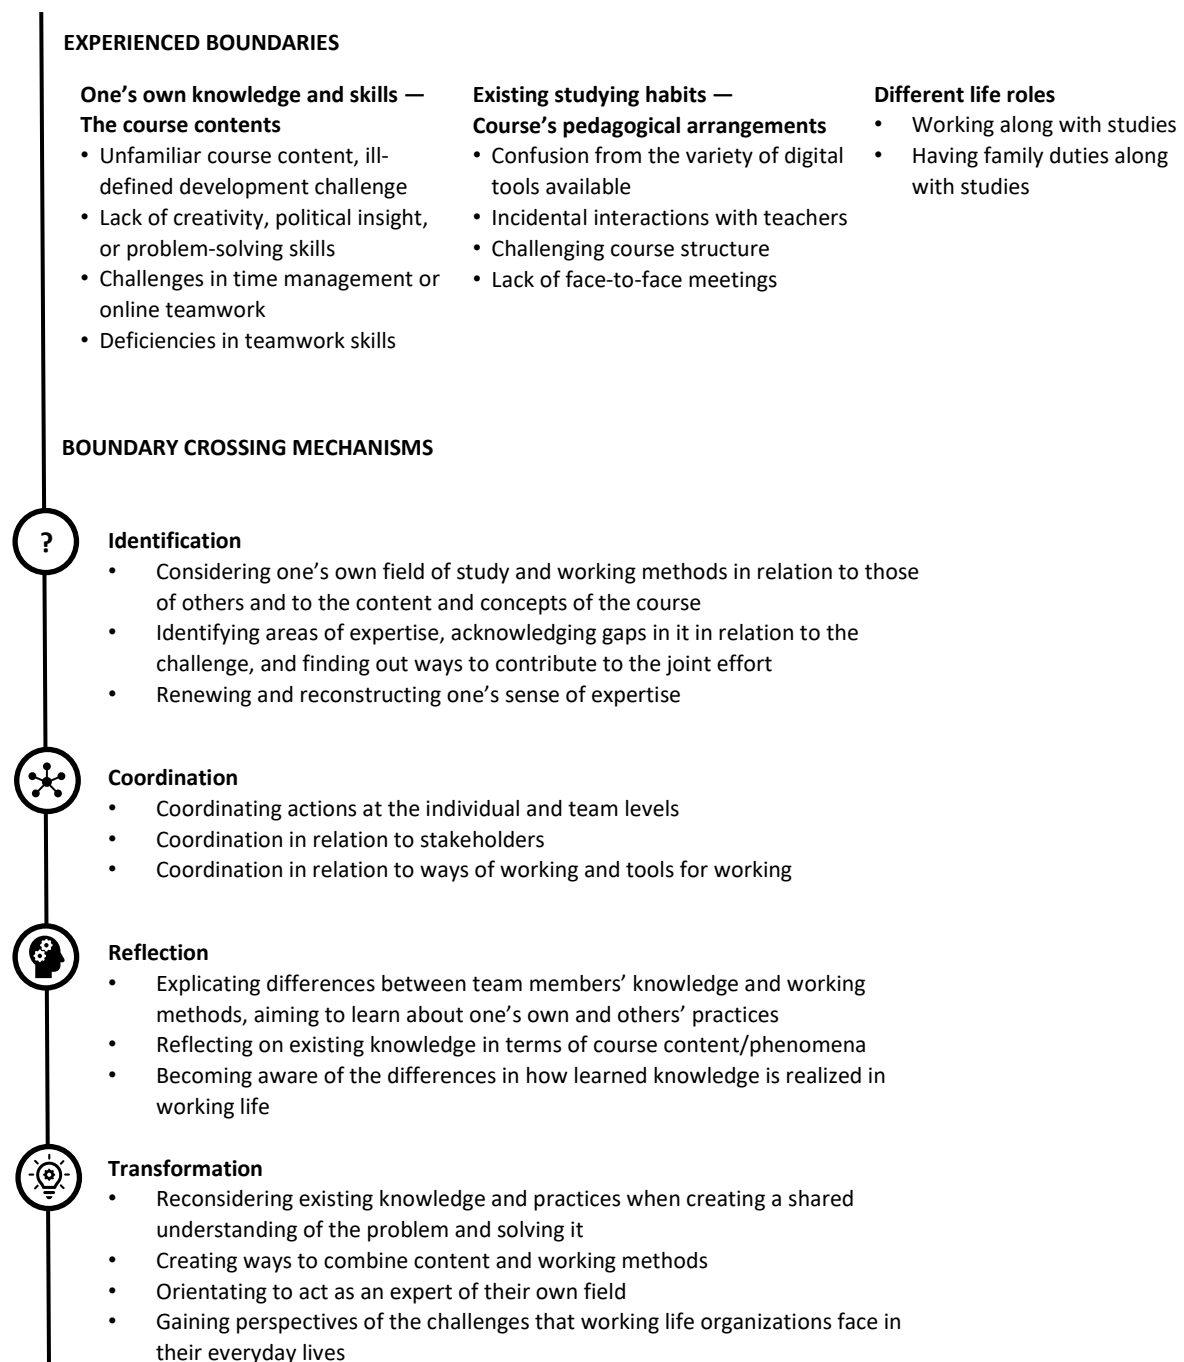 EXPERIENCED BOUNDARIES
One’s own knowledge and skills —
The course contents
• Unfamiliar course content, ill-
defined development challenge
• Lack of creativity, political insight,
or problem-solving skills
• Challenges in time management or
online teamwork
• Deficiencies in teamwork skills
Existing studying habits —
Course’s pedagogical arrangements
• Confusion from the variety of digital
tools available
• Incidental interactions with teachers
• Challenging course structure
• Lack of face-to-face meetings
Different life roles
• Working along with studies
• Having family duties along
with studies
BOUNDARY CROSSING MECHANISMS
?
Identification
• Considering one’s own field of study and working methods in relation to those
of others and to the content and concepts of the course
• Identifying areas of expertise, acknowledging gaps in it in relation to the
challenge, and finding out ways to contribute to the joint effort
• Renewing and reconstructing one’s sense of expertise
Coordination
• Coordinating actions at the individual and team levels
• Coordination in relation to stakeholders
• Coordination in relation to ways of working and tools for working
Reflection
• Explicating differences between team members’ knowledge and working
methods, aiming to learn about one’s own and others’ practices
• Reflecting on existing knowledge in terms of course content/phenomena
• Becoming aware of the differences in how learned knowledge is realized in
working life
Transformation
• Reconsidering existing knowledge and practices when creating a shared
understanding of the problem and solving it
• Creating ways to combine content and working methods
• Orientating to act as an expert of their own field
• Gaining perspectives of the challenges that working life organizations face in
their everyday lives